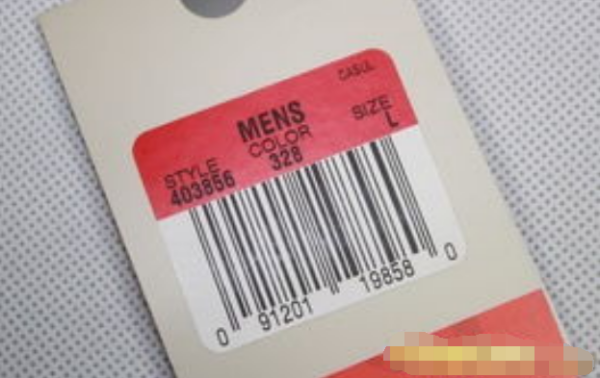 CASUL
MENS
STYLE COLOR SIZE
403856 328 L
0 91201 19858 0